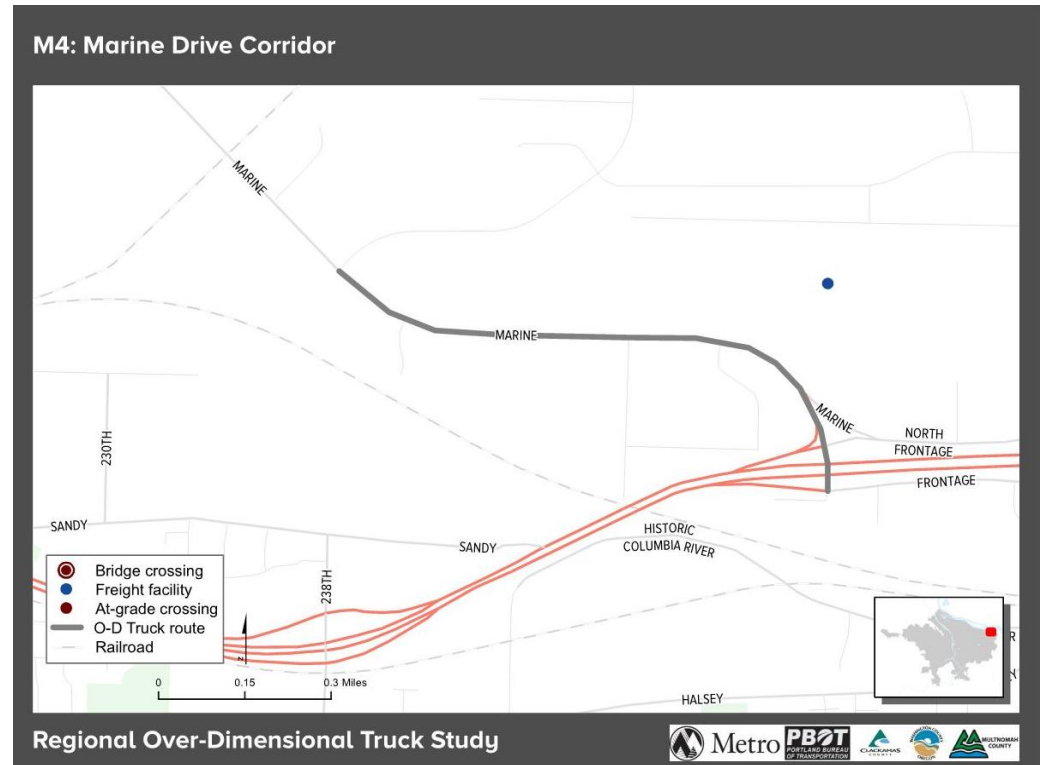 M4: Marine Drive Corridor
MARINE
MARINE
MARINE
NORTH
FRONTAGE
FRONTAGE
230TH
SANDY
SANDY
HISTORIC
COLUMBIA RIVER
238TH
HALSEY
Bridge crossing
Freight facility
At-grade crossing
O-D Truck route
Railroad
0 0.15 0.3 Miles
Regional Over-Dimensional Truck Study
Metro
PBOT
PORTLAND BUREAU
OF TRANSPORTATION
CLACKAMAS
COUNTY
MULTNOMAH
COUNTY